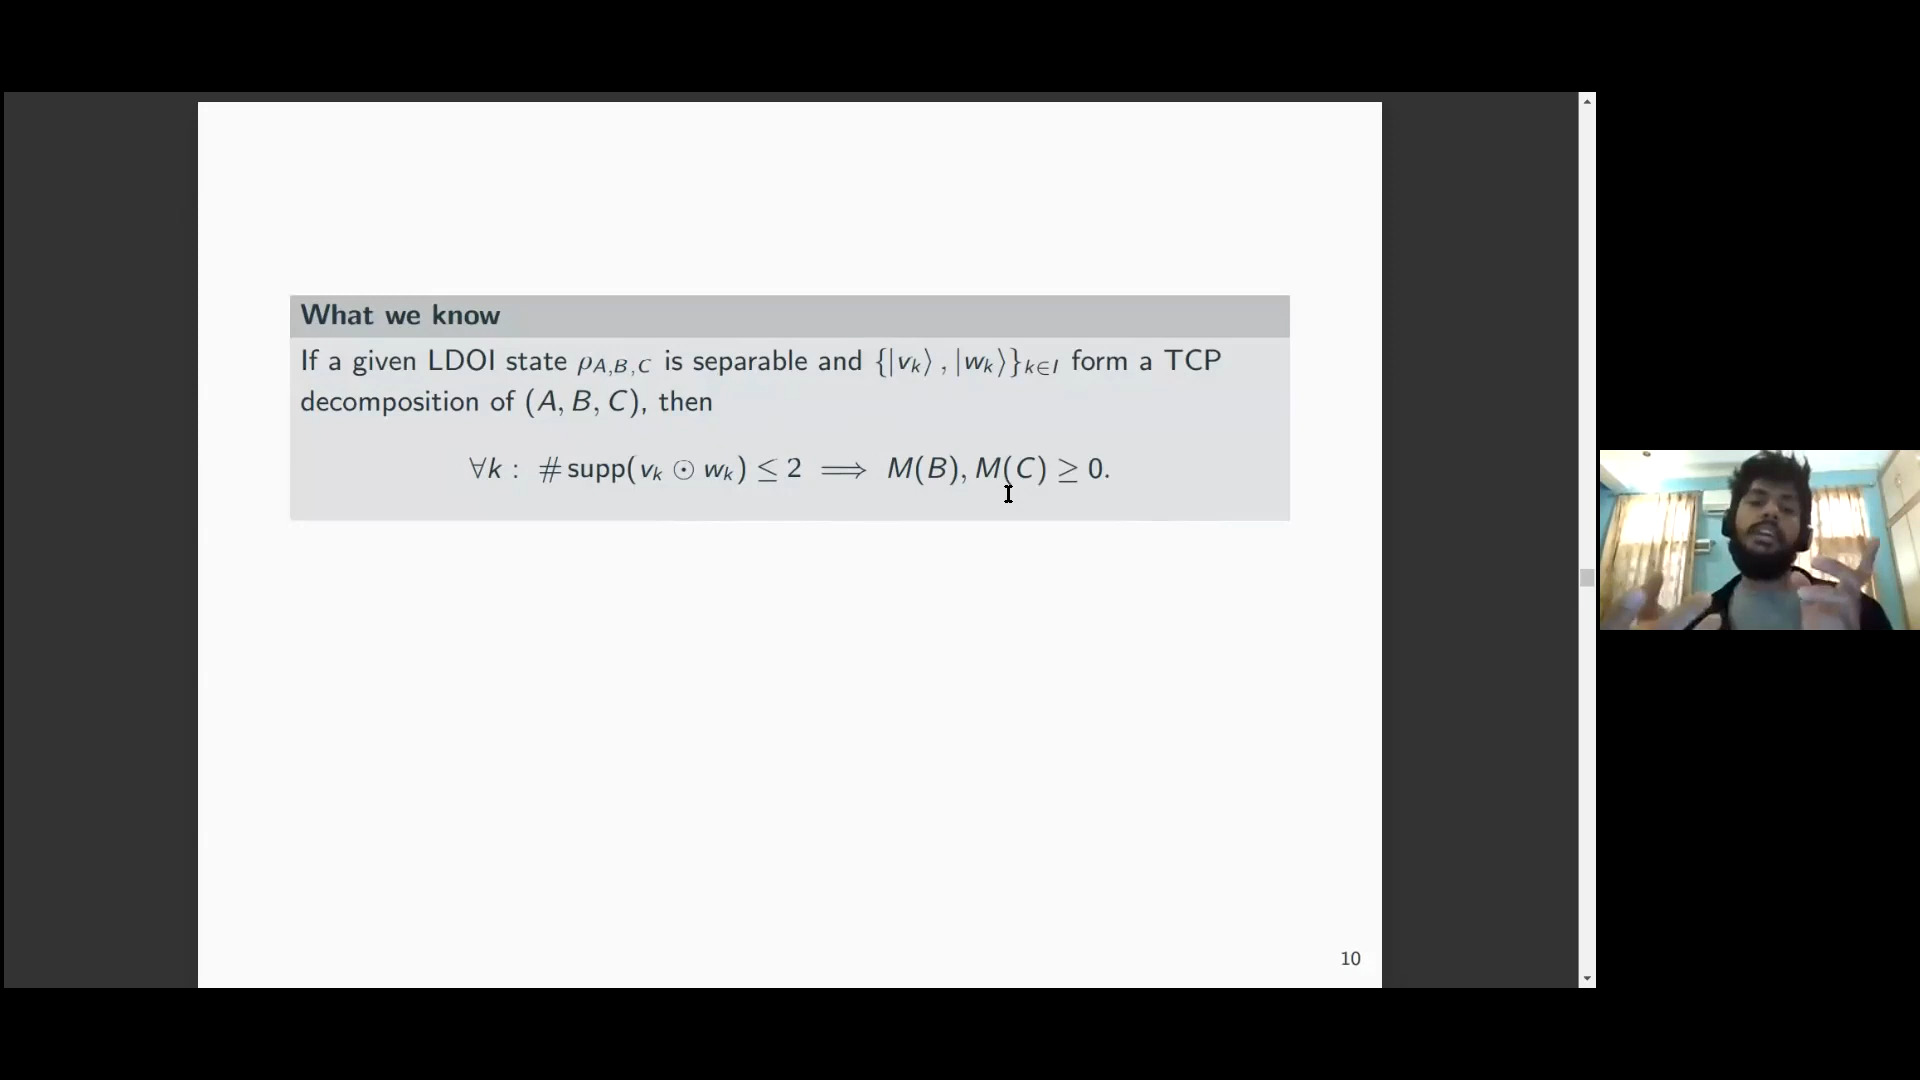 What we know
If a given LDOI state ρ_{A,B,C} is separable and {|v_k⟩, |w_k⟩}_{k∈I} form a TCP
decomposition of (A, B, C), then
∀k : # supp(v_k ⊙ w_k) ≤ 2 ⟹ M(B), M(C) ≥ 0.
10